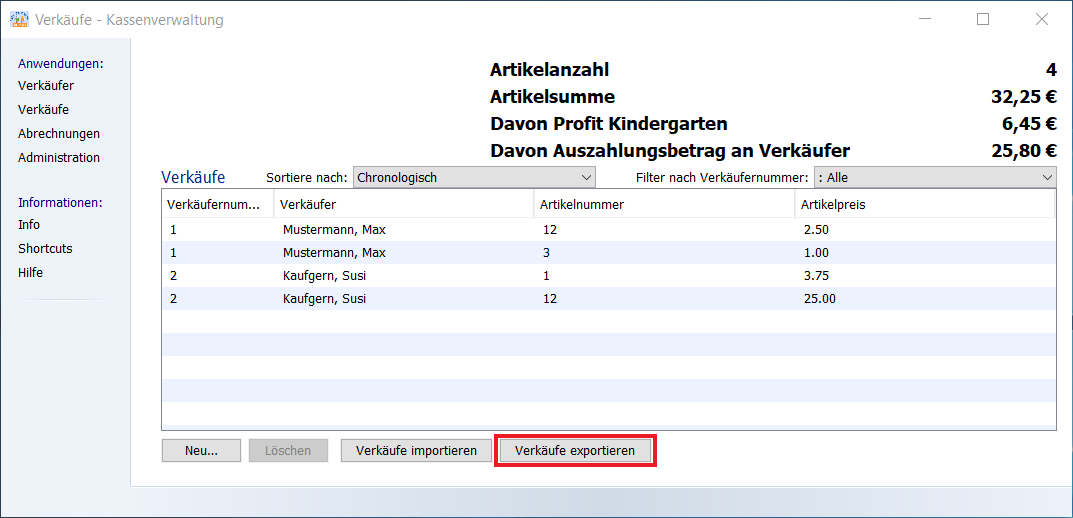 Verkäufe - Kassenverwaltung
Anwendungen:
Verkäufer
Verkäufe
Abrechnungen
Administration
Informationen:
Info
Shortcuts
Hilfe
Artikelanzahl 4
Artikelsumme 32,25 €
Davon Profit Kindergarten 6,45 €
Davon Auszahlungsbetrag an Verkäufer 25,80 €
Verkäufe Sortiere nach: Chronologisch Filter nach Verkäufernummer: : Alle
Verkäufernum... Verkäufer Artikelnummer Artikelpreis
1 Mustermann, Max 12 2.50
1 Mustermann, Max 3 1.00
2 Kaufgern, Susi 1 3.75
2 Kaufgern, Susi 12 25.00
Neu... Löschen Verkäufe importieren Verkäufe exportieren